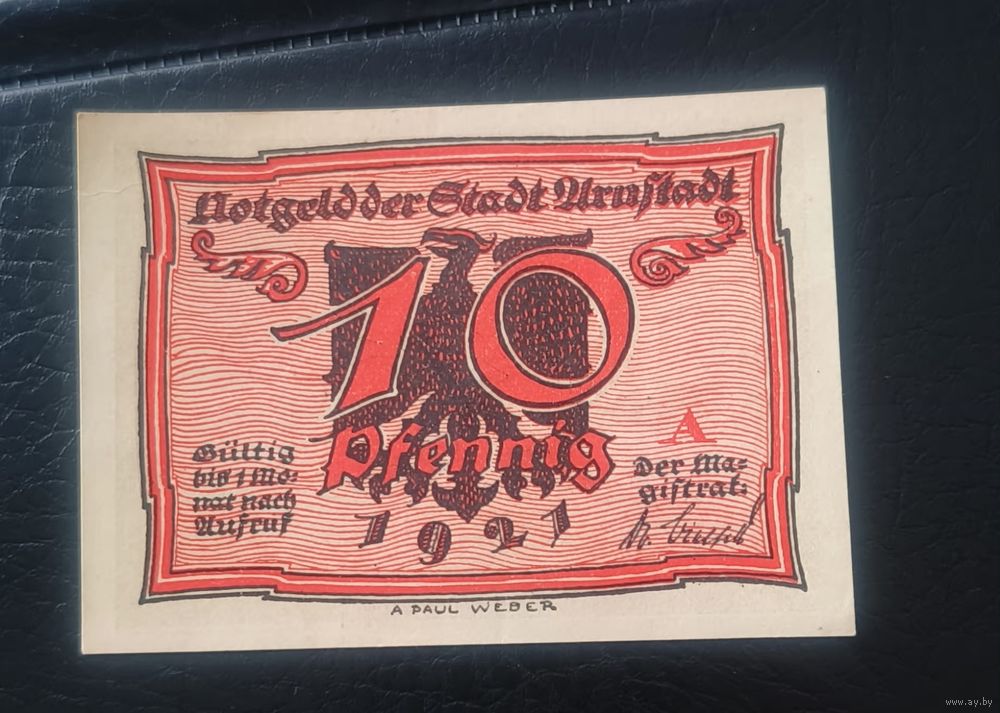 Notgeld der Stadt Arnstadt
10
Pfennig
1921
Gültig
bis 1 Mo=
nat nach
Aufruf
A
Der Ma=
gistrat:
A PAUL WEBER
www.ay.by